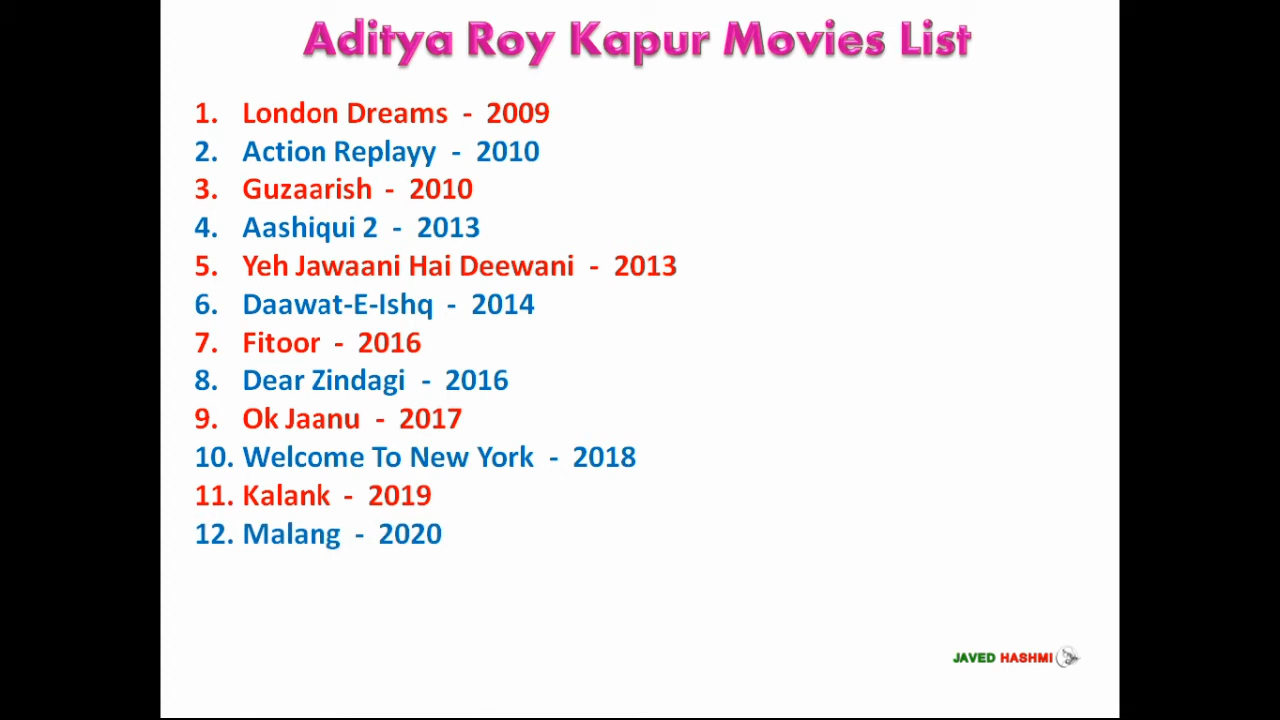 Aditya Roy Kapur Movies List
1. London Dreams - 2009
2. Action Replayy - 2010
3. Guzaarish - 2010
4. Aashiqui 2 - 2013
5. Yeh Jawaani Hai Deewani - 2013
6. Daawat-E-Ishq - 2014
7. Fitoor - 2016
8. Dear Zindagi - 2016
9. Ok Jaanu - 2017
10. Welcome To New York - 2018
11. Kalank - 2019
12. Malang - 2020
JAVED HASHMI